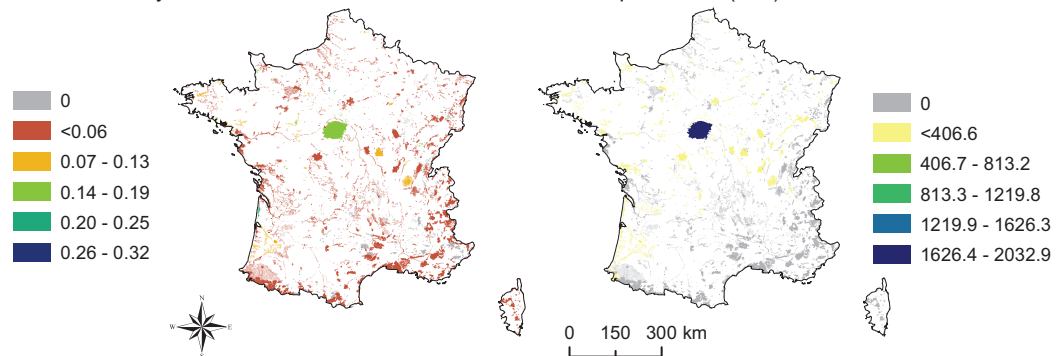 0
<0.06
0.07 - 0.13
0.14 - 0.19
0.20 - 0.25
0.26 - 0.32
0
<406.6
406.7 - 813.2
813.3 - 1219.8
1219.9 - 1626.3
1626.4 - 2032.9
N
W E
S
0 150 300 km